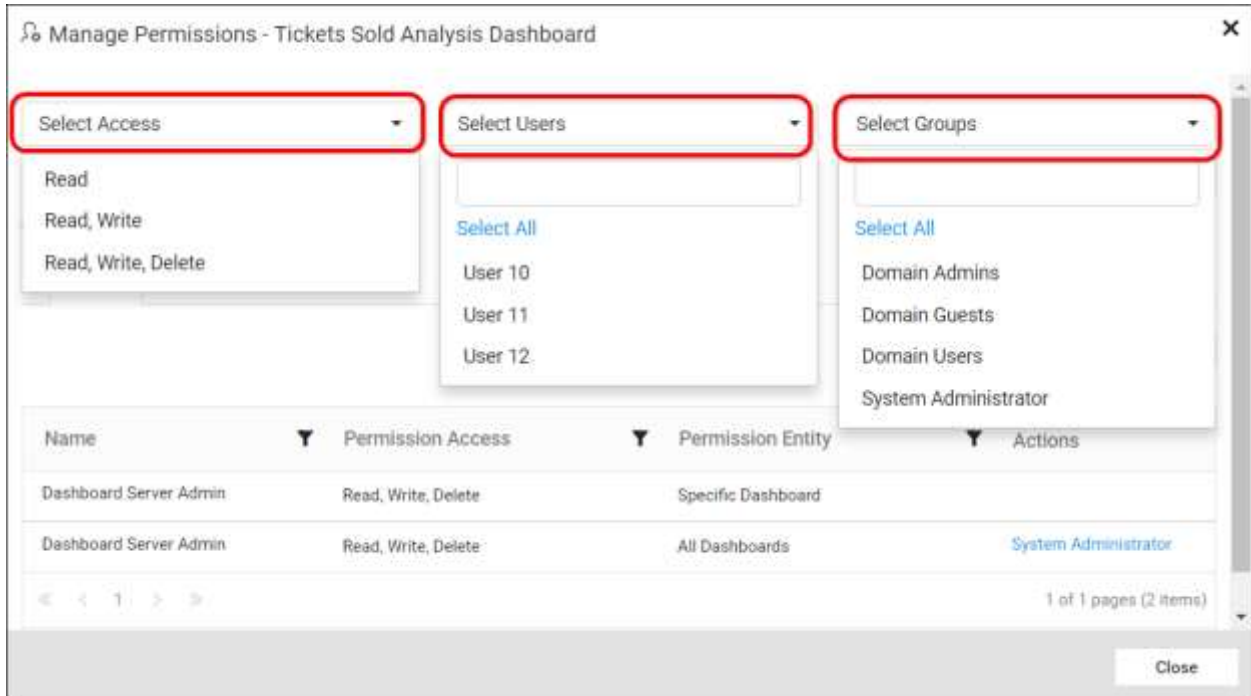 Manage Permissions - Tickets Sold Analysis Dashboard
Select Access
Read
Read, Write
Read, Write, Delete
Select Users
Select All
User 10
User 11
User 12
Select Groups
Select All
Domain Admins
Domain Guests
Domain Users
System Administrator
Name Permission Access Permission Entity Actions
Dashboard Server Admin Read, Write, Delete Specific Dashboard
Dashboard Server Admin Read, Write, Delete All Dashboards System Administrator
1 1 of 1 pages (2 items)
Close